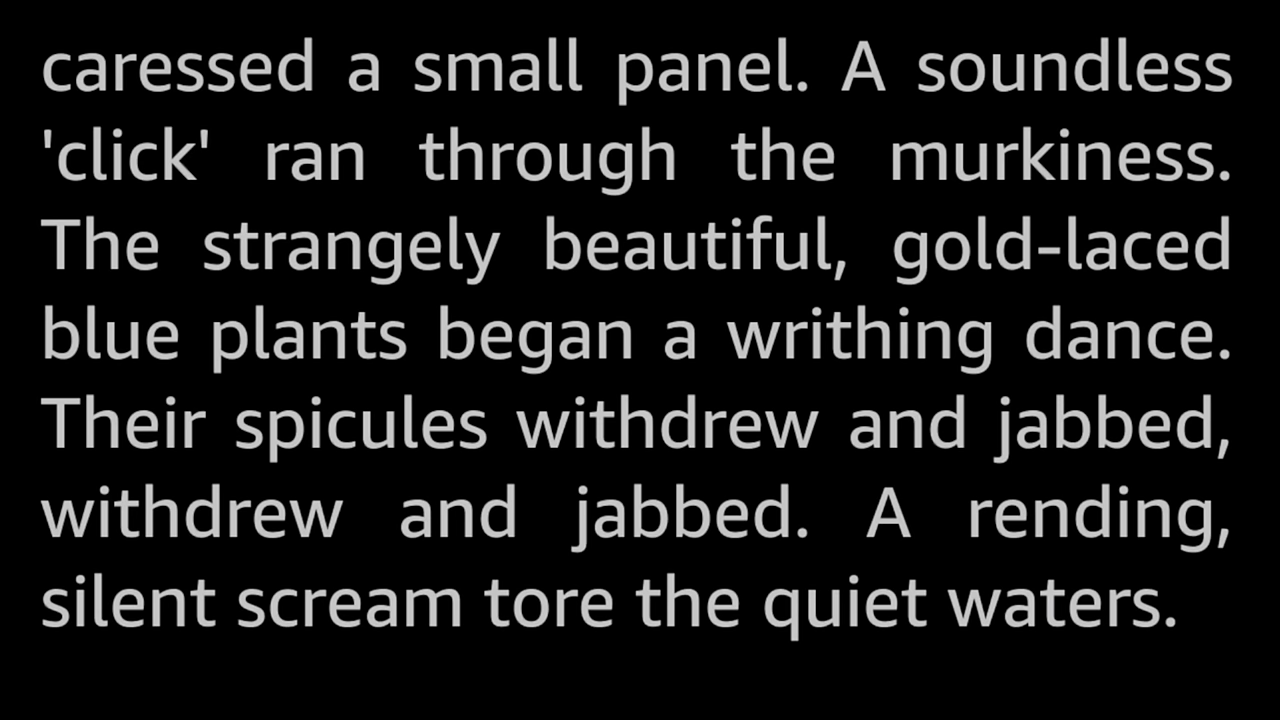 caressed a small panel. A soundless
'click' ran through the murkiness.
The strangely beautiful, gold-laced
blue plants began a writhing dance.
Their spicules withdrew and jabbed,
withdrew and jabbed. A rending,
silent scream tore the quiet waters.